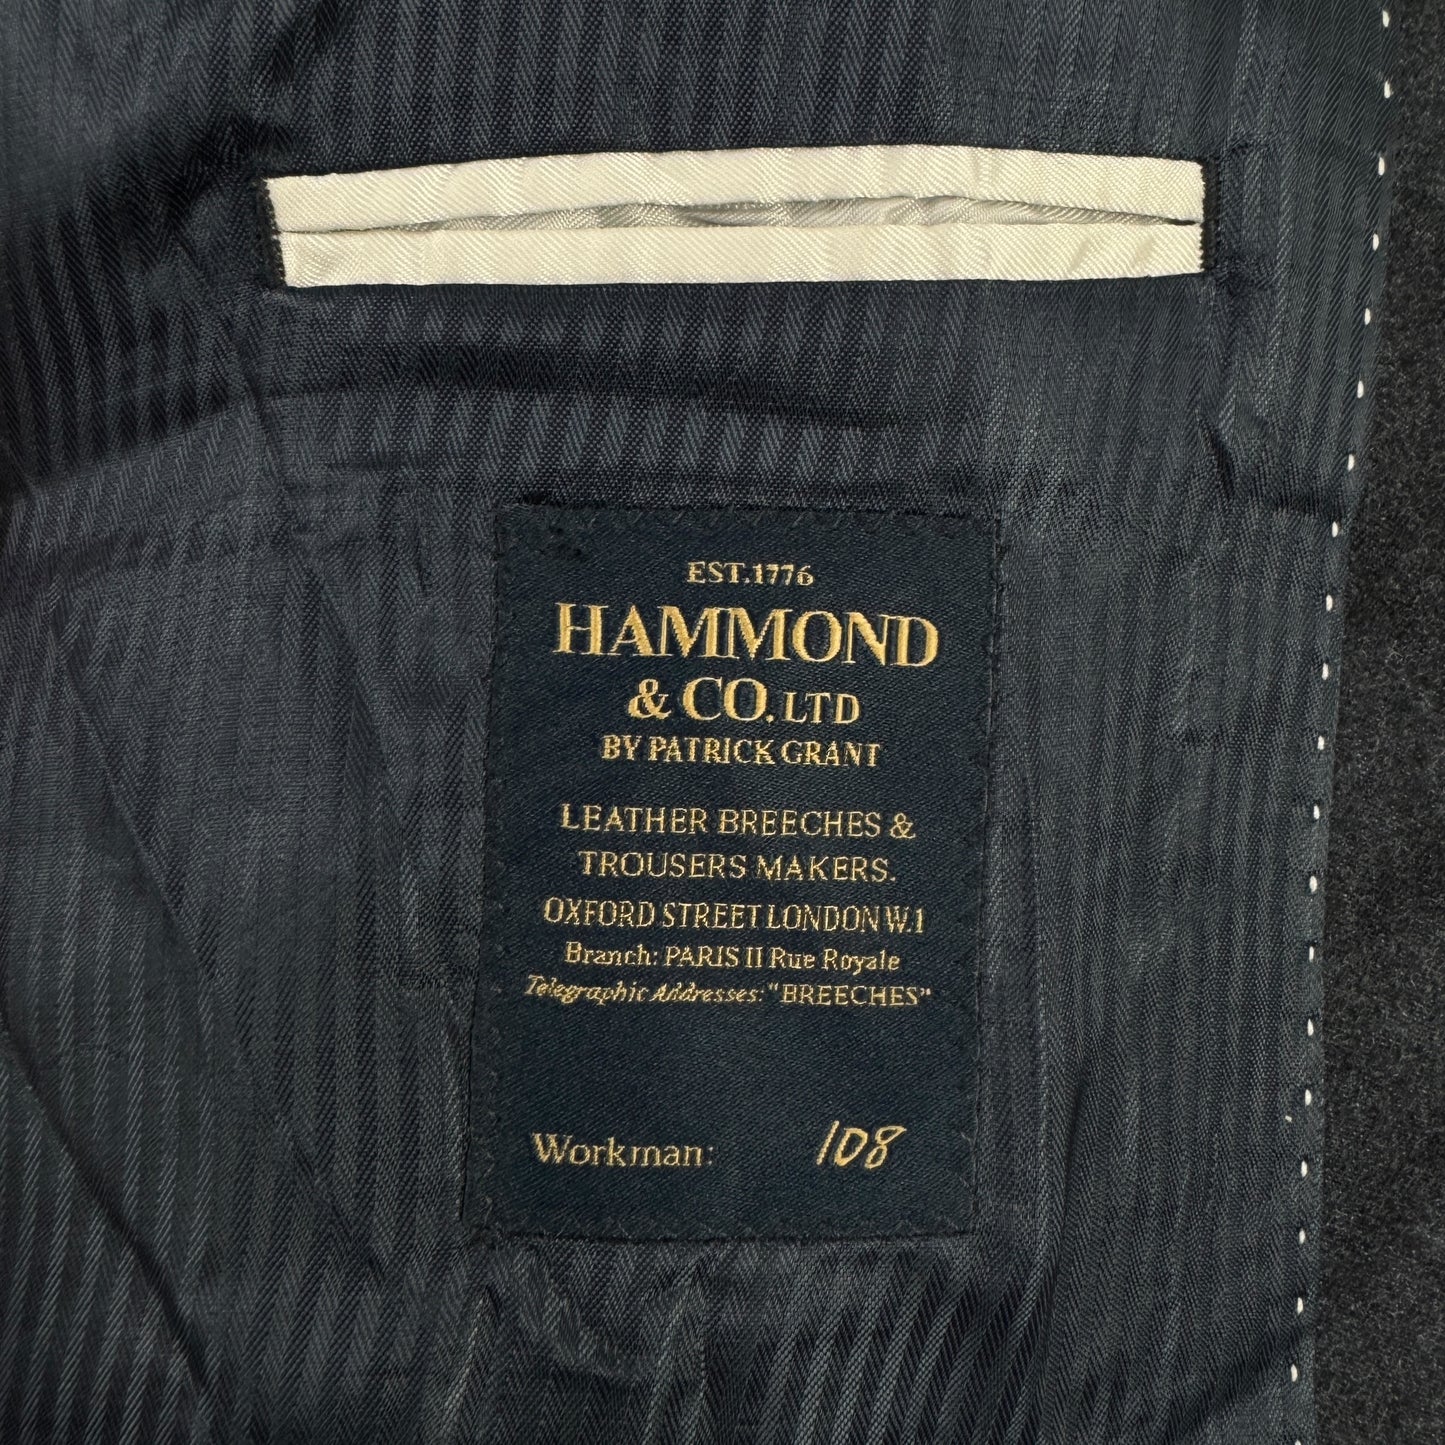 EST.1776
HAMMOND
& CO. LTD
BY PATRICK GRANT
LEATHER BREECHES &
TROUSERS MAKERS.
OXFORD STREET LONDON W.1
Branch: PARIS II Rue Royale
Telegraphic Addresses: "BREECHES"
Workman: 108